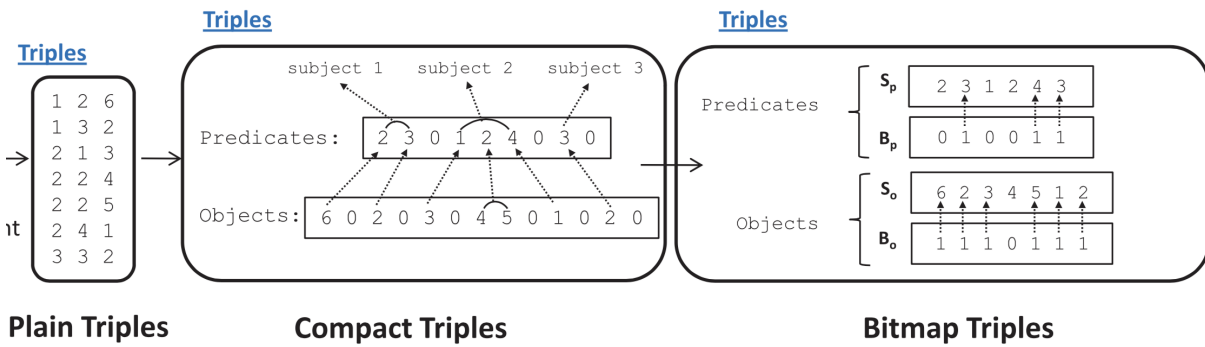 Triples
1 2 6
1 3 2
2 1 3
2 2 4
2 2 5
2 4 1
3 3 2
Plain Triples
Triples
subject 1 subject 2 subject 3
Predicates: 2 3 0 1 2 4 0 3 0
Objects: 6 0 2 0 3 0 4 5 0 1 0 2 0
Compact Triples
Triples
Predicates
Sp 2 3 1 2 4 3
Bp 0 1 0 0 1 1
Objects
So 6 2 3 4 5 1 2
Bo 1 1 1 0 1 1 1
Bitmap Triples